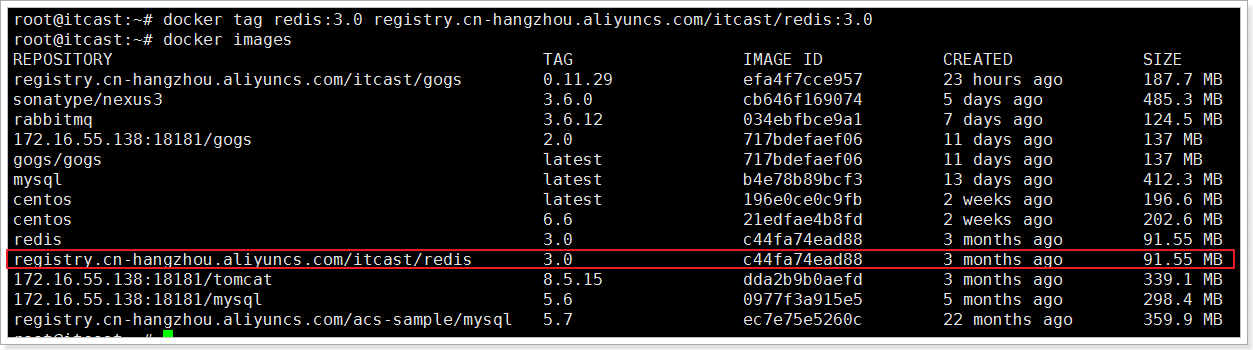 root@itcast:~# docker tag redis:3.0 registry.cn-hangzhou.aliyuncs.com/itcast/redis:3.0
root@itcast:~# docker images
REPOSITORY TAG IMAGE ID CREATED SIZE
registry.cn-hangzhou.aliyuncs.com/itcast/gogs 0.11.29 efa4f7cce957 23 hours ago 187.7 MB
sonatype/nexus3 3.6.0 cb646f169074 5 days ago 485.3 MB
rabbitmq 3.6.12 034ebfbce9a1 7 days ago 124.5 MB
172.16.55.138:18181/gogs 2.0 717bdefaef06 11 days ago 137 MB
gogs/gogs latest 717bdefaef06 11 days ago 137 MB
mysql latest b4e78b89bcf3 13 days ago 412.3 MB
centos latest 196e0ce0c9fb 2 weeks ago 196.6 MB
centos 6.6 21edfae4b8fd 2 weeks ago 202.6 MB
redis 3.0 c44fa74ead88 3 months ago 91.55 MB
registry.cn-hangzhou.aliyuncs.com/itcast/redis 3.0 c44fa74ead88 3 months ago 91.55 MB
172.16.55.138:18181/tomcat 8.5.15 dda2b9b0aefd 3 months ago 339.1 MB
172.16.55.138:18181/mysql 5.6 0977f3a915e5 5 months ago 298.4 MB
registry.cn-hangzhou.aliyuncs.com/acs-sample/mysql 5.7 ec7e75e5260c 22 months ago 359.9 MB
root@itcast:~#